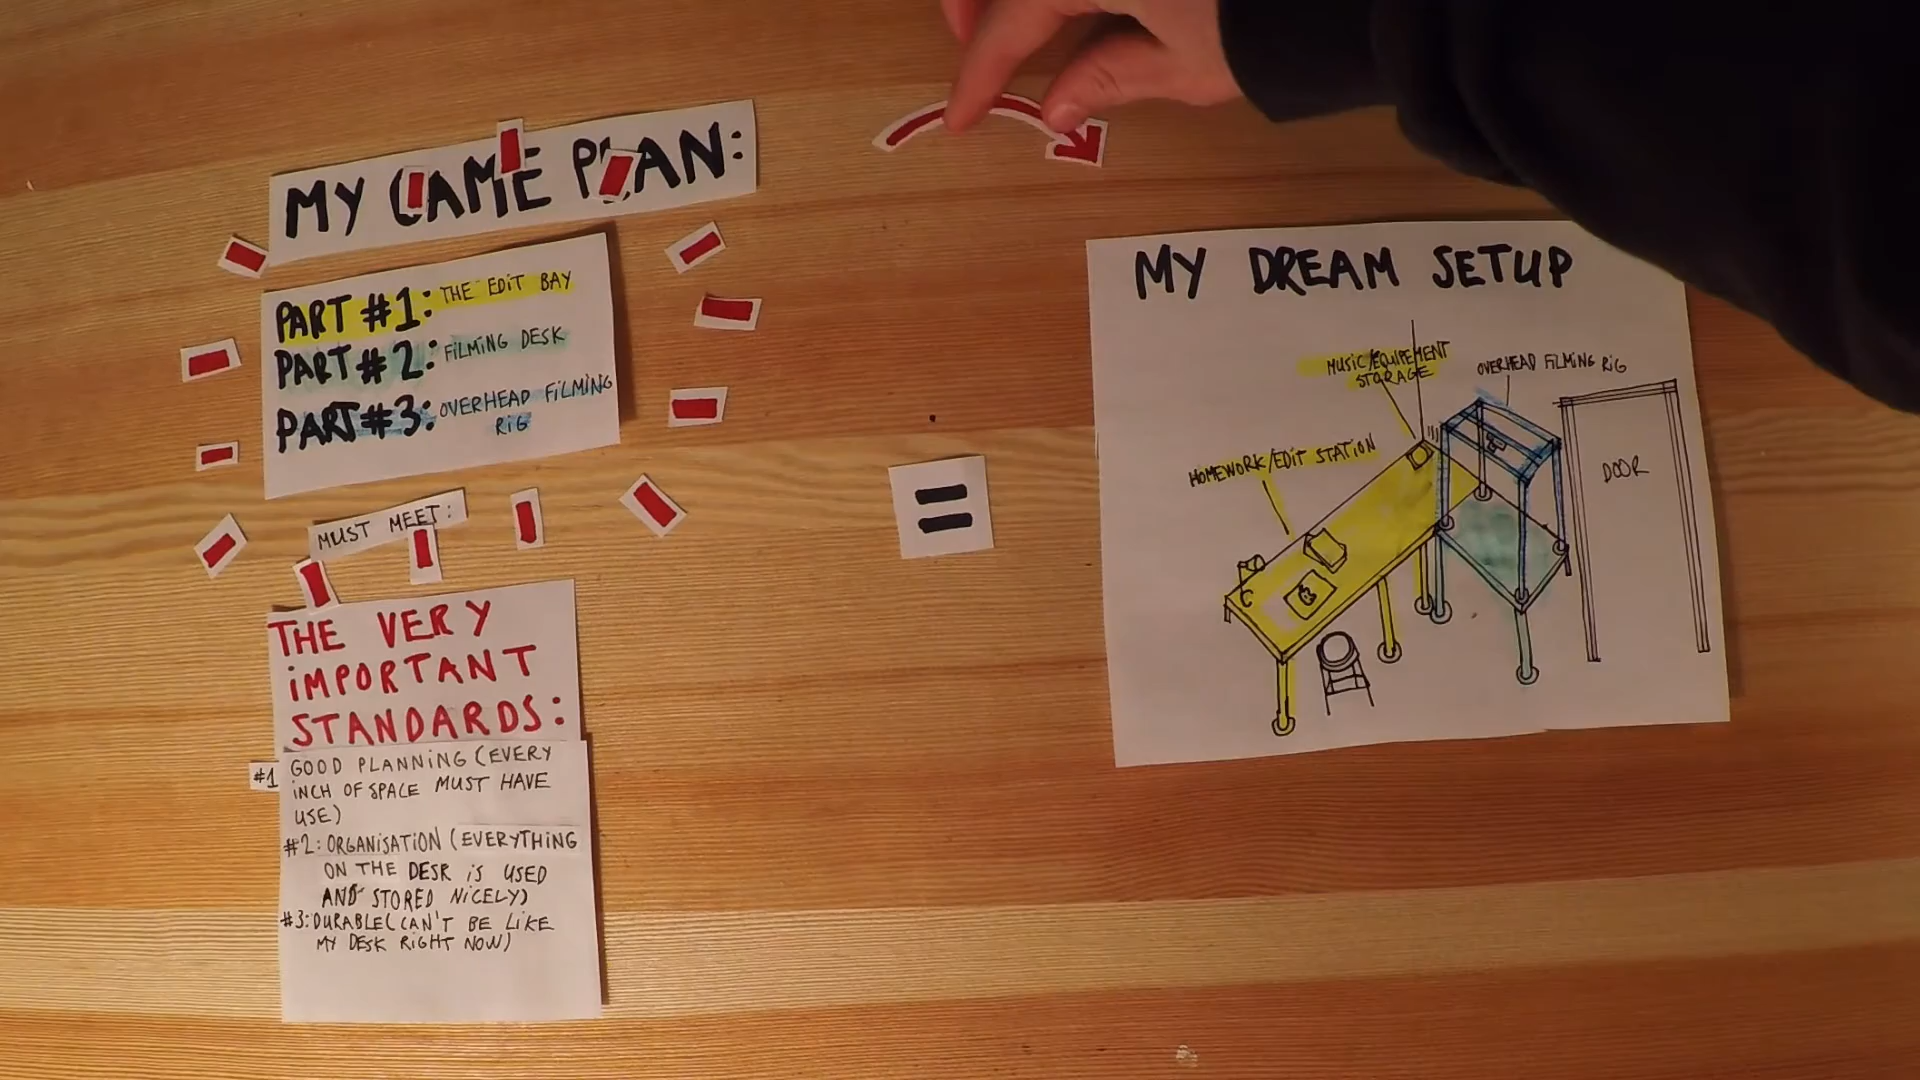 MY GAME PLAN:
PART #1: THE EDIT BAY
PART #2: FILMING DESK
PART #3: OVERHEAD FILMING
RIG
MUST MEET:
THE VERY
IMPORTANT
STANDARDS:
#1 GOOD PLANNING (EVERY
INCH OF SPACE MUST HAVE
USE)
#2: ORGANISATION (EVERYTHING
ON THE DESK IS USED
AND STORED NICELY)
#3: DURABLE (CAN'T BE LIKE
MY DESK RIGHT NOW)
=
MY DREAM SETUP
MUSIC/EQUIPEMENT
STORAGE
OVERHEAD FILMING RIG
HOMEWORK/EDIT STATION
DOOR